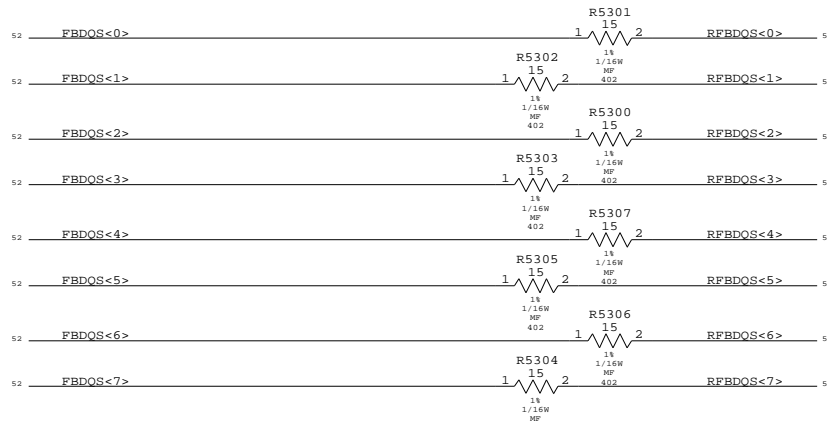 R5301
15
52 FBDQS<0> 1 2 RFBDQS<0> 5
1%
1/16W
MF
402
R5302
15
52 FBDQS<1> 1 2 RFBDQS<1> 5
1%
1/16W
MF
402
R5300
15
52 FBDQS<2> 1 2 RFBDQS<2> 5
1%
1/16W
MF
402
R5303
15
52 FBDQS<3> 1 2 RFBDQS<3> 5
1%
1/16W
MF
402
R5307
15
52 FBDQS<4> 1 2 RFBDQS<4> 5
1%
1/16W
MF
402
R5305
15
52 FBDQS<5> 1 2 RFBDQS<5> 5
1%
1/16W
MF
402
R5306
15
52 FBDQS<6> 1 2 RFBDQS<6> 5
1%
1/16W
MF
402
R5304
15
52 FBDQS<7> 1 2 RFBDQS<7> 5
1%
1/16W
MF